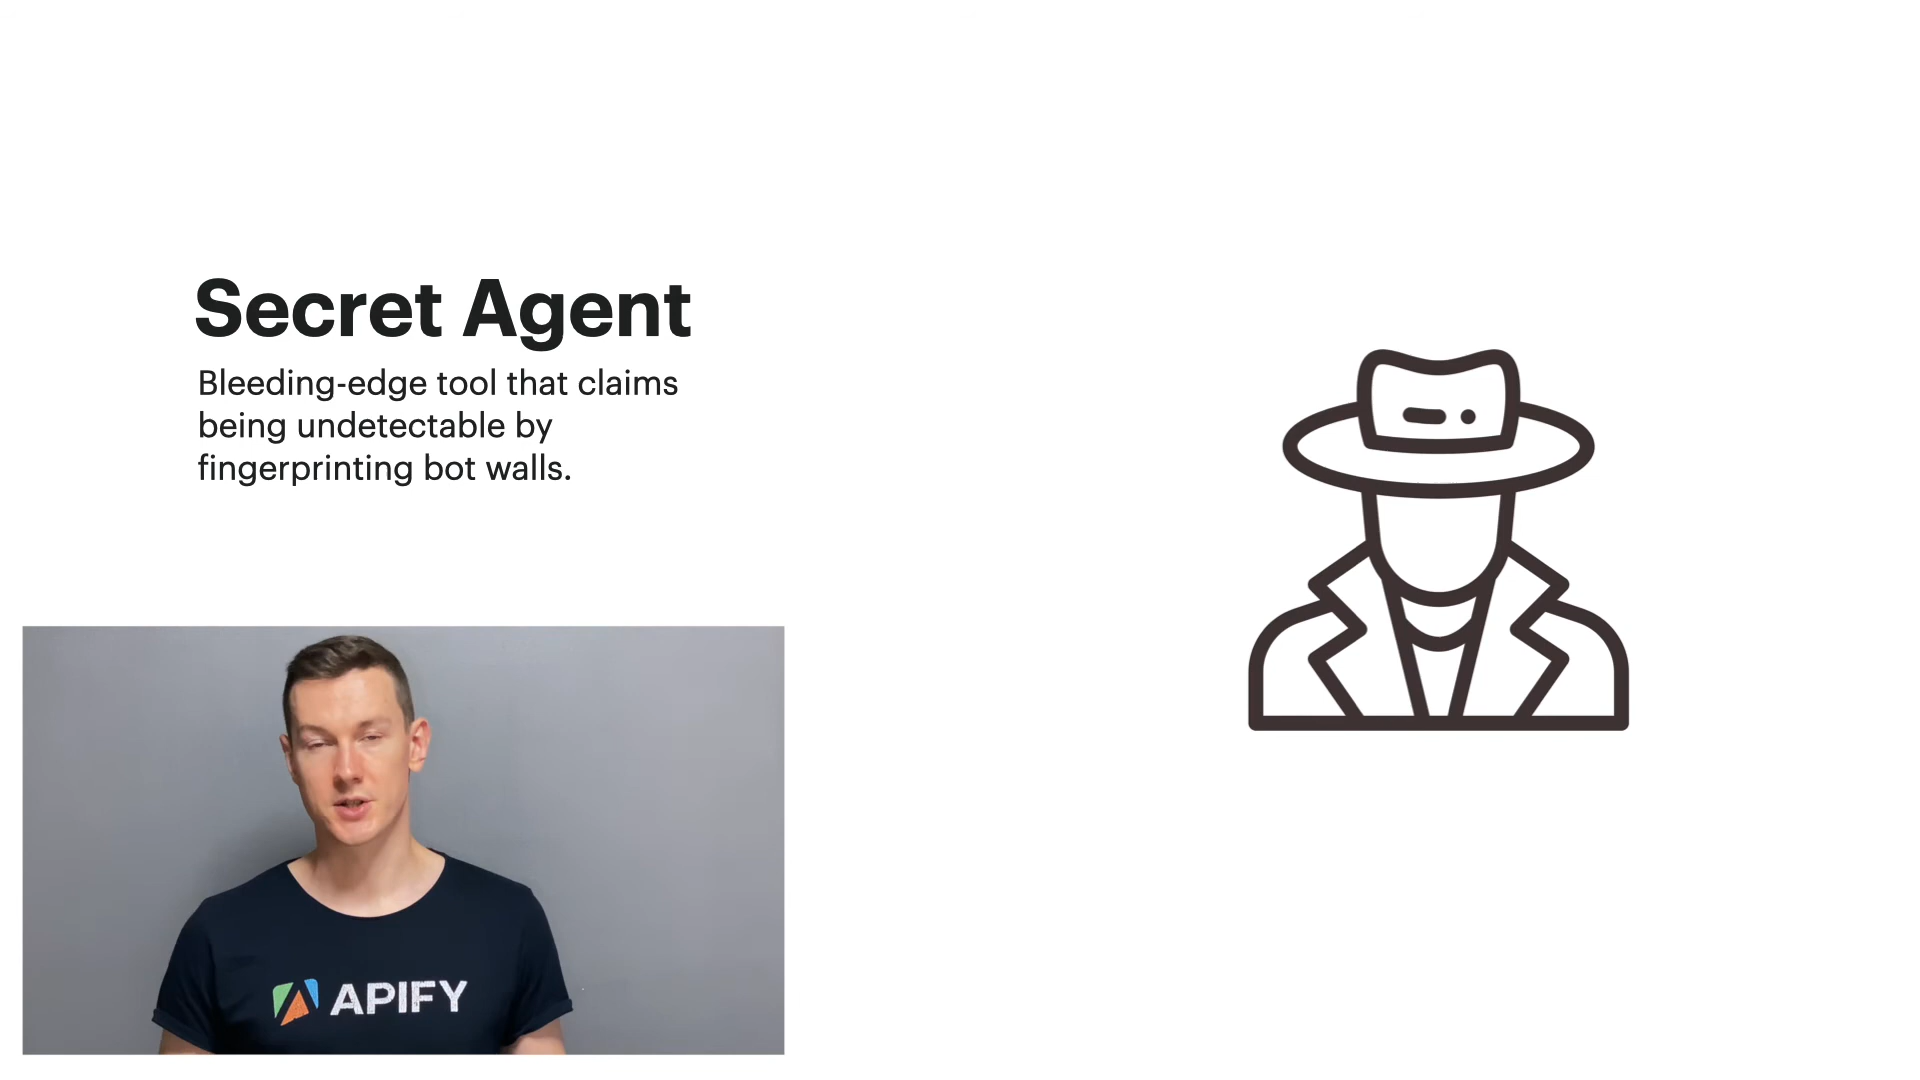 Secret Agent
Bleeding-edge tool that claims
being undetectable by
fingerprinting bot walls.
APIFY